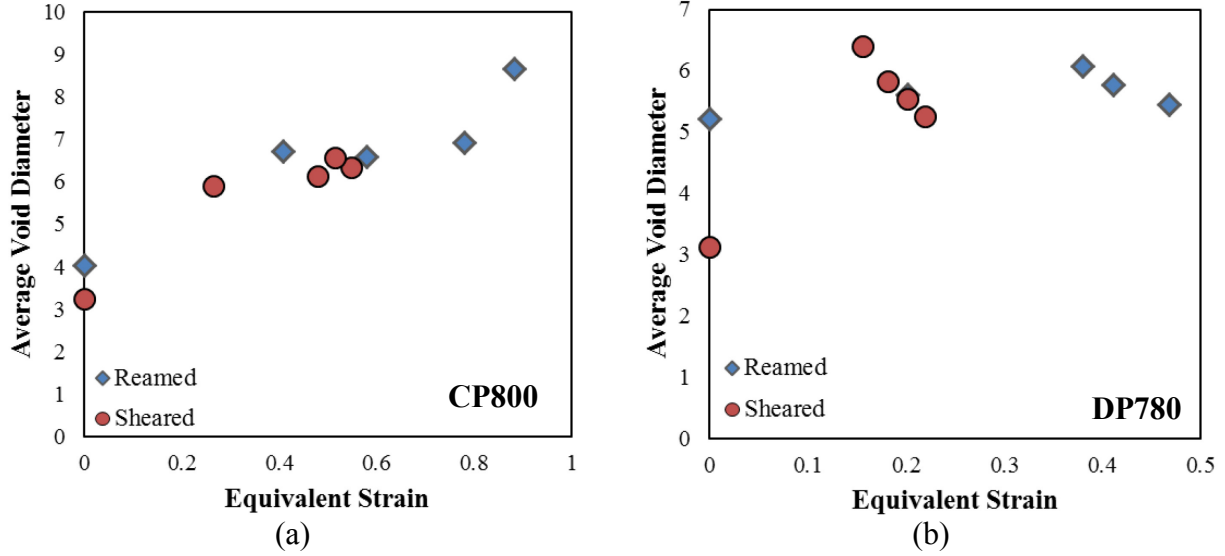 10
9
8
7
6
5
4
3
2
1
0
Average Void Diameter
Reamed
Sheared
CP800
0 0.2 0.4 0.6 0.8 1
Equivalent Strain
(a)
7
6
5
4
3
2
1
0
Average Void Diameter
Reamed
Sheared
DP780
0 0.1 0.2 0.3 0.4 0.5
Equivalent Strain
(b)